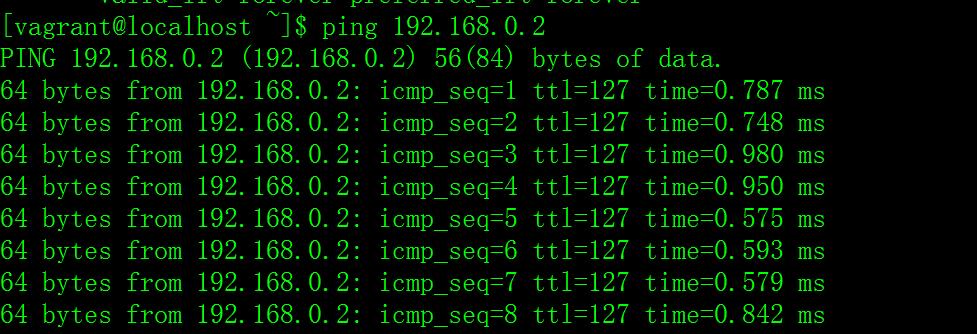 valid_lft forever preferred_lft forever
[vagrant@localhost ~]$ ping 192.168.0.2
PING 192.168.0.2 (192.168.0.2) 56(84) bytes of data.
64 bytes from 192.168.0.2: icmp_seq=1 ttl=127 time=0.787 ms
64 bytes from 192.168.0.2: icmp_seq=2 ttl=127 time=0.748 ms
64 bytes from 192.168.0.2: icmp_seq=3 ttl=127 time=0.980 ms
64 bytes from 192.168.0.2: icmp_seq=4 ttl=127 time=0.950 ms
64 bytes from 192.168.0.2: icmp_seq=5 ttl=127 time=0.575 ms
64 bytes from 192.168.0.2: icmp_seq=6 ttl=127 time=0.593 ms
64 bytes from 192.168.0.2: icmp_seq=7 ttl=127 time=0.579 ms
64 bytes from 192.168.0.2: icmp_seq=8 ttl=127 time=0.842 ms